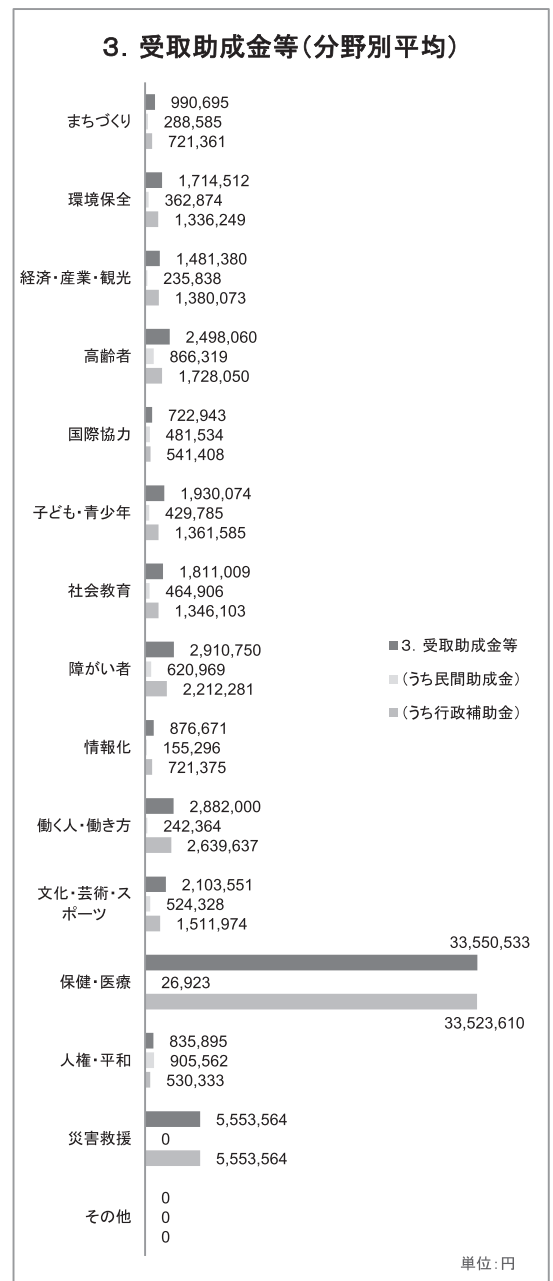 ３．受取助成金等（分野別平均）
まちづくり
990,695
288,585
721,361
環境保全
1,714,512
362,874
1,336,249
経済・産業・観光
1,481,380
235,838
1,380,073
高齢者
2,498,060
866,319
1,728,050
国際協力
722,943
481,534
541,408
子ども・青少年
1,930,074
429,785
1,361,585
社会教育
1,811,009
464,906
1,346,103
障がい者
2,910,750
620,969
2,212,281
情報化
876,671
155,296
721,375
働く人・働き方
2,882,000
242,364
2,639,637
文化・芸術・ス
ポーツ
2,103,551
524,328
1,511,974
保健・医療
33,550,533
26,923
33,523,610
人権・平和
835,895
905,562
530,333
災害救援
5,553,564
0
5,553,564
その他
0
0
0
３．受取助成金等
（うち民間助成金）
（うち行政補助金）
単位：円